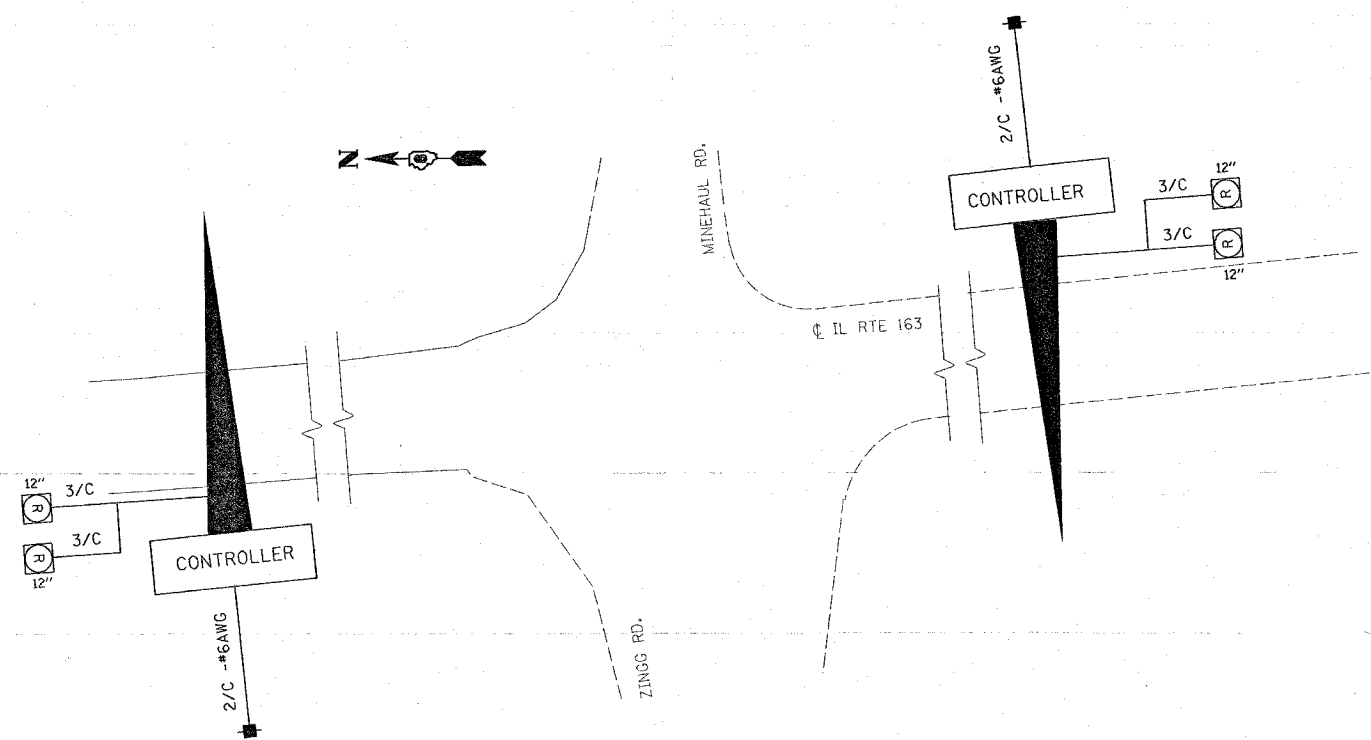 2/C -#6AWG
N
MINEHAUL RD.
CONTROLLER
3/C
12"
R
3/C
R
12"
℄ IL RTE 163
12"
3/C
R
3/C
R
12"
CONTROLLER
2/C -#6AWG
ZINGG RD.